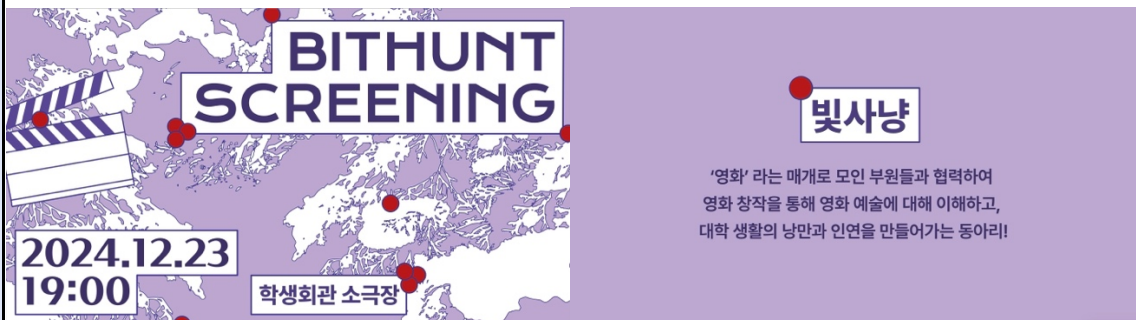 BITHUNT
SCREENING
2024.12.23
19:00
학생회관 소극장
빛사냥
‘영화’ 라는 매개로 모인 부원들과 협력하여
영화 창작을 통해 영화 예술에 대해 이해하고,
대학 생활의 낭만과 인연을 만들어가는 동아리!